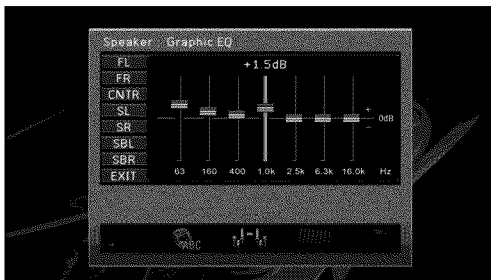 Speaker Graphic EQ
FL
FR
CNTR
SL
SR
SBL
SBR
EXIT
+1.5dB
+
0dB
−
63 160 400 1.0k 2.5k 6.3k 16.0k Hz
ABC